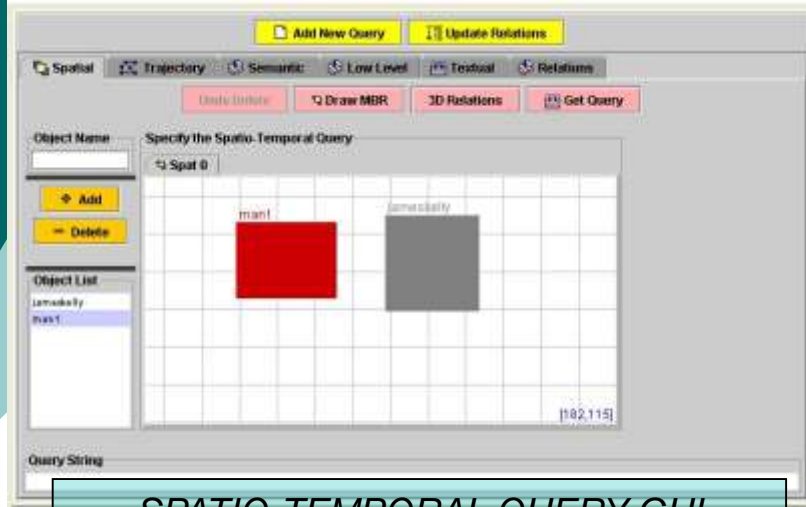 Add New Query Update Relations
Spatial Trajectory Semantic Low Level Textual Relations
Undo Delete Draw MBR 3D Relations Get Query
Object Name Specify the Spatio-Temporal Query
Spat 0
Add
man1 jameskelly
Delete
Object List
jameskelly
man1
[182,115]
Query String
SPATIO-TEMPORAL QUERY GUI